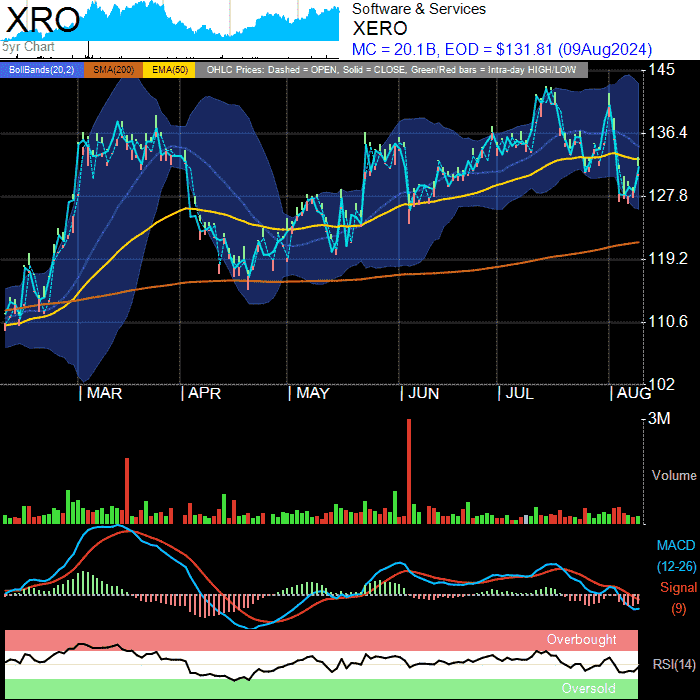 XRO
5yr Chart
Software & Services
XERO
MC = 20.1B, EOD = $131.81 (09Aug2024)
BollBands(20,2) SMA(200) EMA(50) OHLC Prices: Dashed = OPEN, Solid = CLOSE, Green/Red bars = Intra-day HIGH/LOW
145
136.4
127.8
119.2
110.6
102
| MAR | APR | MAY | JUN | JUL | AUG
3M
Volume
MACD
(12-26)
Signal
(9)
Overbought
RSI(14)
Oversold